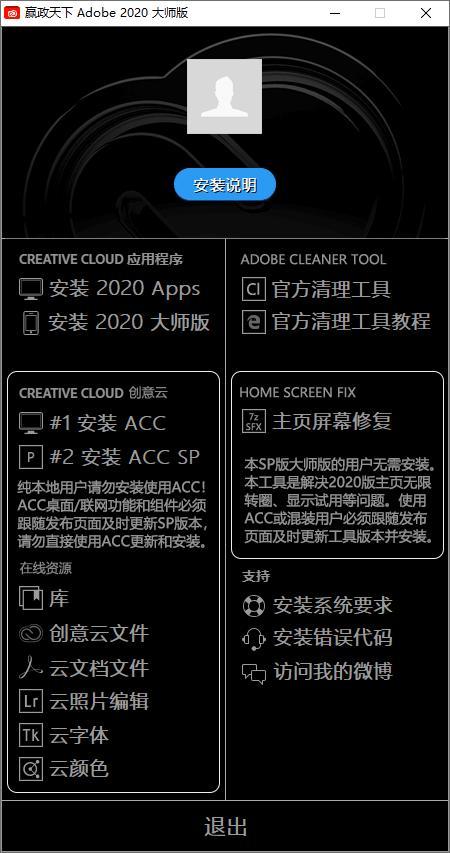 赢政天下 Adobe 2020 大师版
安装说明
CREATIVE CLOUD 应用程序
安装 2020 Apps
安装 2020 大师版
ADOBE CLEANER TOOL
CI 官方清理工具
官方清理工具教程
CREATIVE CLOUD 创意云
#1 安装 ACC
P #2 安装 ACC SP
纯本地用户请勿安装使用ACC!
ACC桌面/联网功能和组件必须
跟随发布页面及时更新SP版本,
请勿直接使用ACC更新和安装。
在线资源
库
创意云文件
云文档文件
Lr 云照片编辑
Tk 云字体
云颜色
HOME SCREEN FIX
7z SFX 主页屏幕修复
本SP版大师版的用户无需安装。
本工具是解决2020版主页无限
转圈、显示试用等问题。使用
ACC或混装用户必须跟随发布
页面及时更新工具版本并安装。
支持
安装系统要求
安装错误代码
访问我的微博
退出